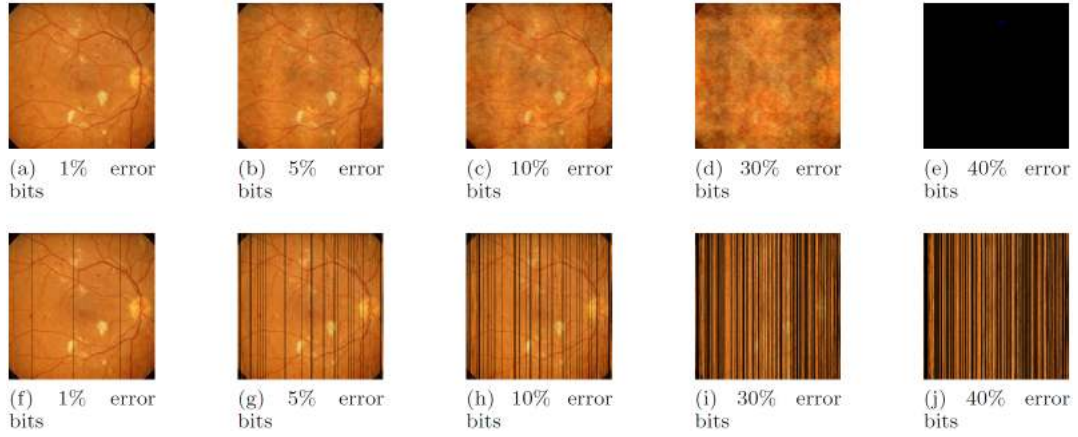 (a) 1% error
bits
(b) 5% error
bits
(c) 10% error
bits
(d) 30% error
bits
(e) 40% error
bits
(f) 1% error
bits
(g) 5% error
bits
(h) 10% error
bits
(i) 30% error
bits
(j) 40% error
bits